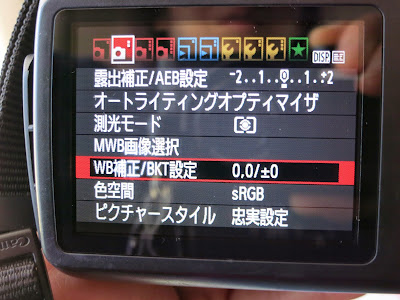 DISP. 戻る
露出補正/AEB設定 -2..1..0..1..+2
オートライティングオプティマイザ
測光モード
MWB画像選択
WB補正/BKT設定 0,0/±0
色空間 sRGB
ピクチャースタイル 忠実設定